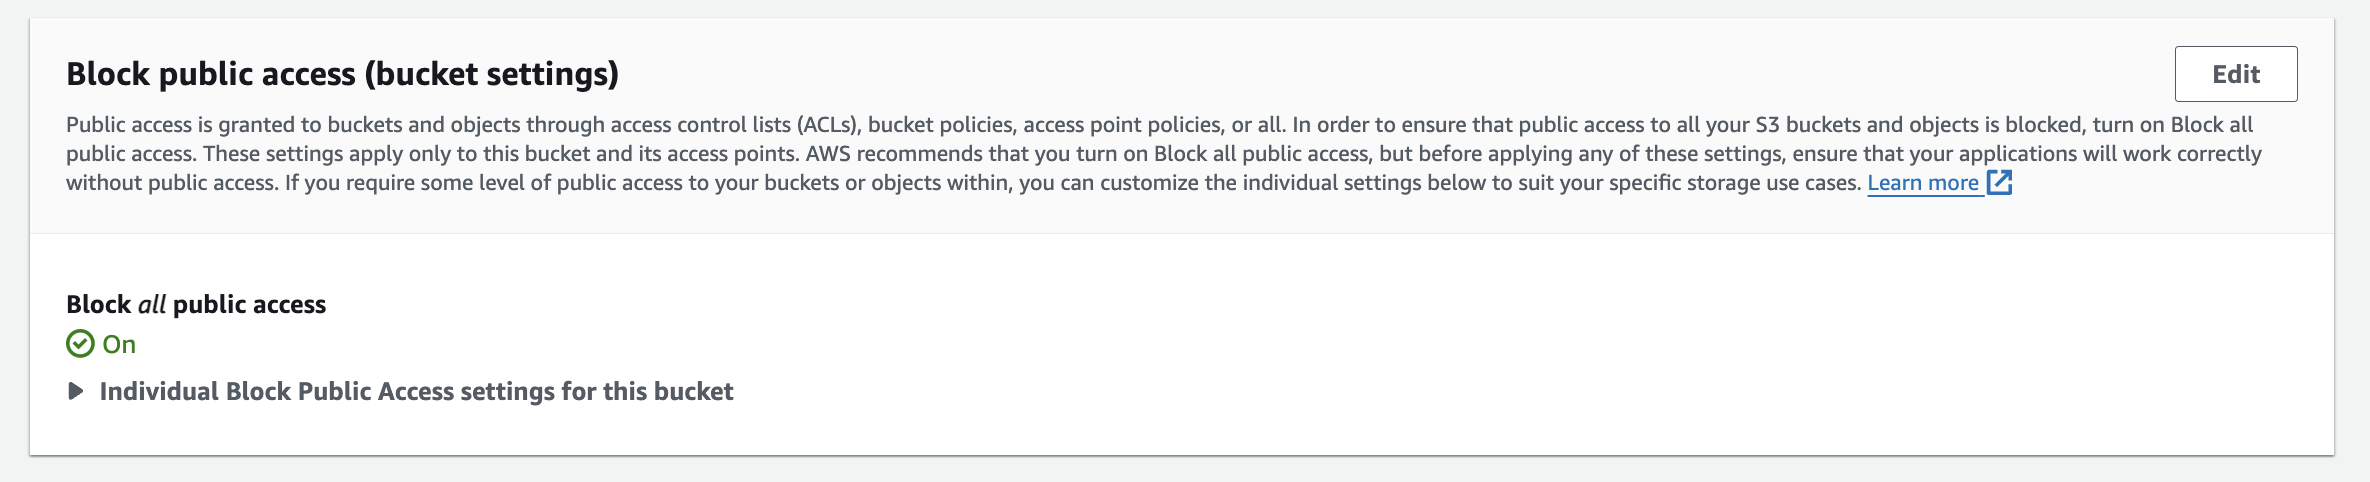 Block public access (bucket settings)
Edit
Public access is granted to buckets and objects through access control lists (ACLs), bucket policies, access point policies, or all. In order to ensure that public access to all your S3 buckets and objects is blocked, turn on Block all
public access. These settings apply only to this bucket and its access points. AWS recommends that you turn on Block all public access, but before applying any of these settings, ensure that your applications will work correctly
without public access. If you require some level of public access to your buckets or objects within, you can customize the individual settings below to suit your specific storage use cases. Learn more
Block all public access
On
Individual Block Public Access settings for this bucket